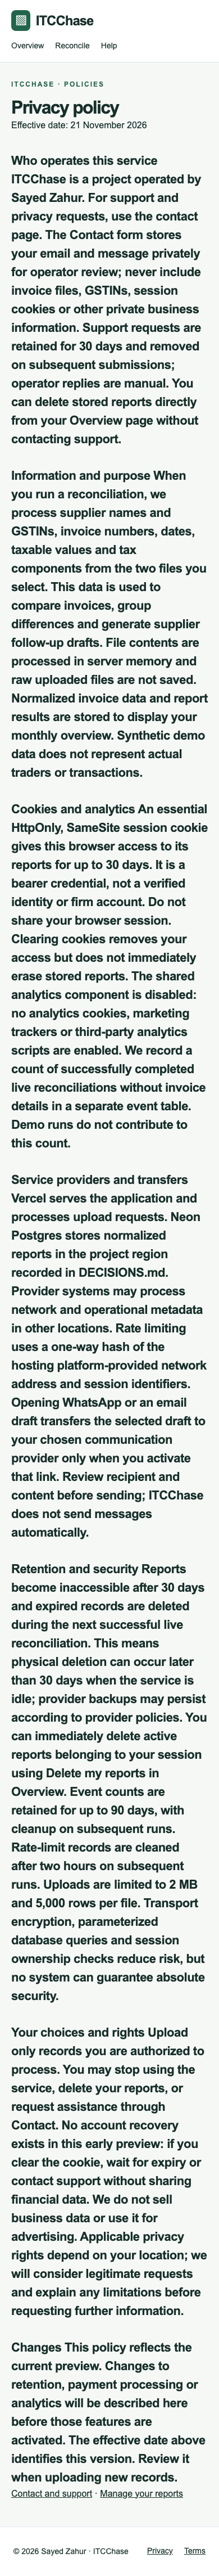 ITCChase
Overview Reconcile Help
ITCCHASE · POLICIES
Privacy policy
Effective date: 21 November 2026
Who operates this service
ITCChase is a project operated by
Sayed Zahur. For support and
privacy requests, use the contact
page. The Contact form stores
your email and message privately
for operator review; never include
invoice files, GSTINs, session
cookies or other private business
information. Support requests are
retained for 30 days and removed
on subsequent submissions;
operator replies are manual. You
can delete stored reports directly
from your Overview page without
contacting support.
Information and purpose When
you run a reconciliation, we
process supplier names and
GSTINs, invoice numbers, dates,
taxable values and tax
components from the two files you
select. This data is used to
compare invoices, group
differences and generate supplier
follow-up drafts. File contents are
processed in server memory and
raw uploaded files are not saved.
Normalized invoice data and report
results are stored to display your
monthly overview. Synthetic demo
data does not represent actual
traders or transactions.
Cookies and analytics An essential
HttpOnly, SameSite session cookie
gives this browser access to its
reports for up to 30 days. It is a
bearer credential, not a verified
identity or firm account. Do not
share your browser session.
Clearing cookies removes your
access but does not immediately
erase stored reports. The shared
analytics component is disabled:
no analytics cookies, marketing
trackers or third-party analytics
scripts are enabled. We record a
count of successfully completed
live reconciliations without invoice
details in a separate event table.
Demo runs do not contribute to
this count.
Service providers and transfers
Vercel serves the application and
processes upload requests. Neon
Postgres stores normalized
reports in the project region
recorded in DECISIONS.md.
Provider systems may process
network and operational metadata
in other locations. Rate limiting
uses a one-way hash of the
hosting platform-provided network
address and session identifiers.
Opening WhatsApp or an email
draft transfers the selected draft to
your chosen communication
provider only when you activate
that link. Review recipient and
content before sending; ITCChase
does not send messages
automatically.
Retention and security Reports
become inaccessible after 30 days
and expired records are deleted
during the next successful live
reconciliation. This means
physical deletion can occur later
than 30 days when the service is
idle; provider backups may persist
according to provider policies. You
can immediately delete active
reports belonging to your session
using Delete my reports in
Overview. Event counts are
retained for up to 90 days, with
cleanup on subsequent runs.
Rate-limit records are cleaned
after two hours on subsequent
runs. Uploads are limited to 2 MB
and 5,000 rows per file. Transport
encryption, parameterized
database queries and session
ownership checks reduce risk, but
no system can guarantee absolute
security.
Your choices and rights Upload
only records you are authorized to
process. You may stop using the
service, delete your reports, or
request assistance through
Contact. No account recovery
exists in this early preview: if you
clear the cookie, wait for expiry or
contact support without sharing
financial data. We do not sell
business data or use it for
advertising. Applicable privacy
rights depend on your location; we
will consider legitimate requests
and explain any limitations before
requesting further information.
Changes This policy reflects the
current preview. Changes to
retention, payment processing or
analytics will be described here
before those features are
activated. The effective date above
identifies this version. Review it
when uploading new records.
Contact and support · Manage your reports
© 2026 Sayed Zahur · ITCChase Privacy Terms